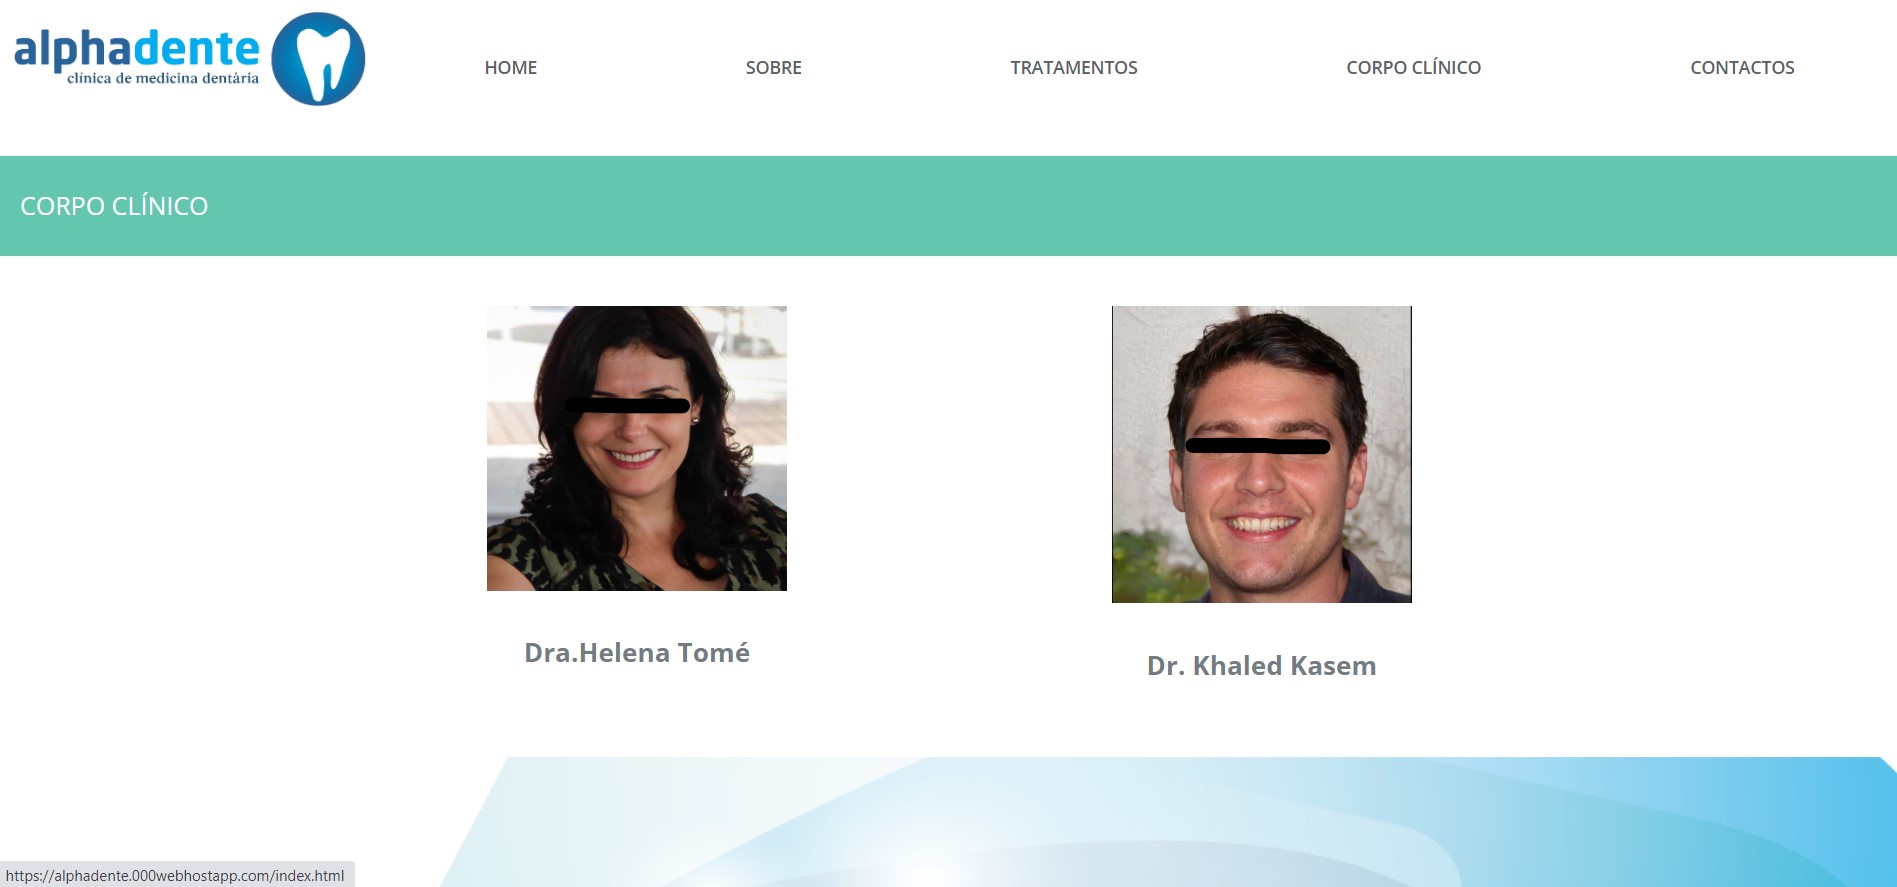 alphadente
clínica de medicina dentária
HOME
SOBRE
TRATAMENTOS
CORPO CLÍNICO
CONTACTOS
CORPO CLÍNICO
Dra.Helena Tomé
Dr. Khaled Kasem
https://alphadente.000webhostapp.com/index.html